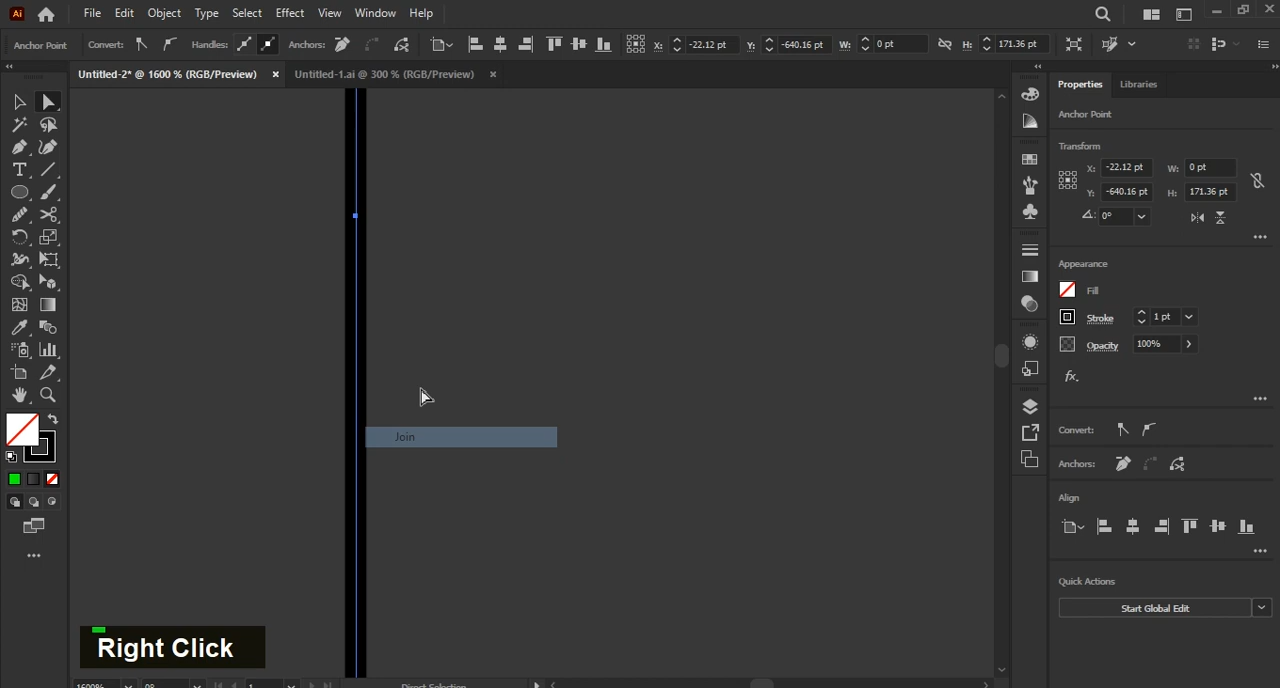 Ai File Edit Object Type Select Effect View Window Help
Anchor Point Convert: Handles: Anchors: X: -22.12 pt Y: -640.16 pt W: 0 pt H: 171.36 pt
Untitled-2* @ 1600 % (RGB/Preview) × Untitled-1.ai @ 300 % (RGB/Preview) ×
Properties Libraries
Anchor Point
Transform
X: -22.12 pt W: 0 pt
Y: -640.16 pt H: 171.36 pt
0°
Appearance
Fill
Stroke 1 pt
Opacity 100%
fx.
Convert:
Join
Anchors:
Align
Quick Actions
Start Global Edit
Right Click
1600% 0° 1 Direct Selection